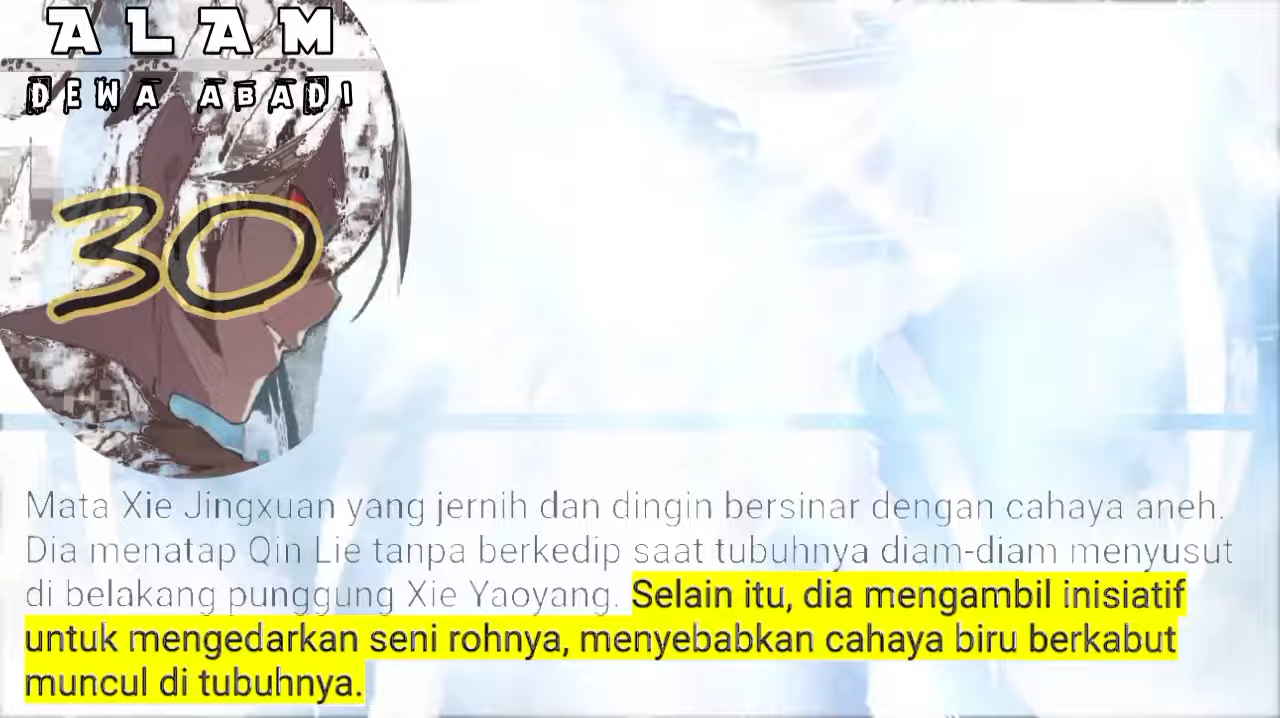 ALAM
DEWA ABADI
30
Mata Xie Jingxuan yang jernih dan dingin bersinar dengan cahaya aneh.
Dia menatap Qin Lie tanpa berkedip saat tubuhnya diam-diam menyusut
di belakang punggung Xie Yaoyang. Selain itu, dia mengambil inisiatif
untuk mengedarkan seni rohnya, menyebabkan cahaya biru berkabut
muncul di tubuhnya.